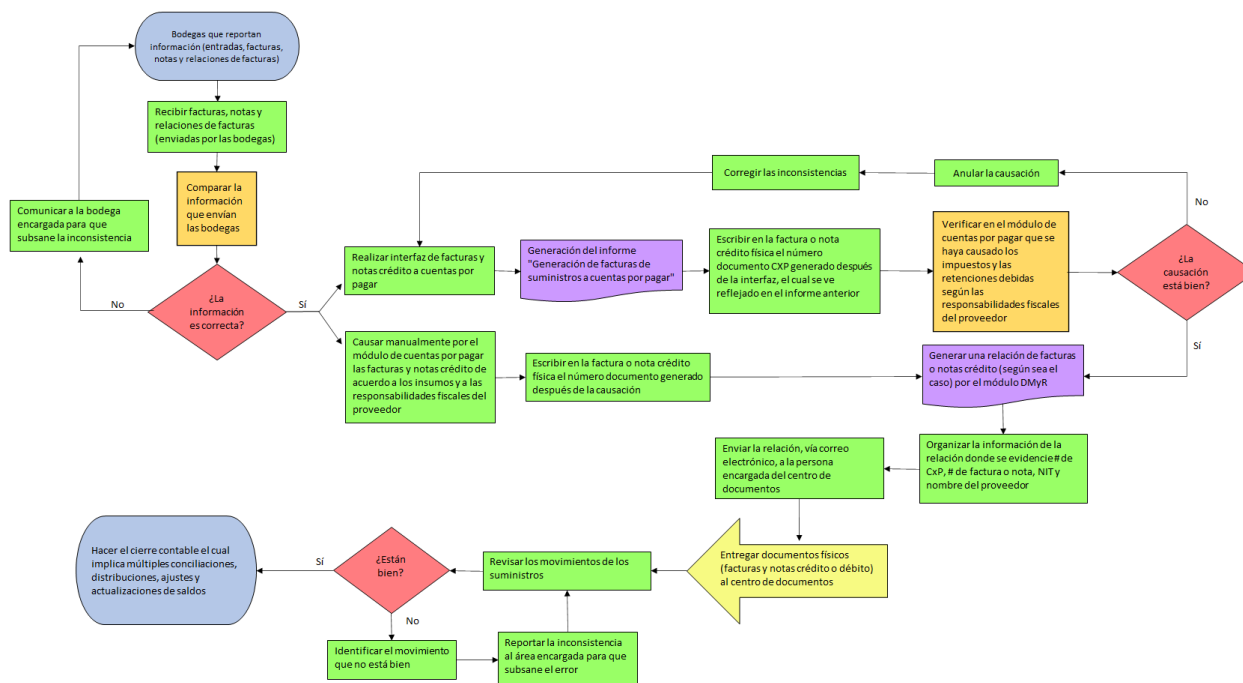 Bodegas que reportan
información (entradas, facturas,
notas y relaciones de facturas)
Recibir facturas, notas y
relaciones de facturas
(enviadas por las bodegas)
Comparar la
información
que envían
las bodegas
Comunicar a la bodega
encargada para que
subsane la inconsistencia
No
¿La
información
es correcta?
Sí
Realizar interfaz de facturas y
notas crédito a cuentas por
pagar
Generación del informe
"Generación de facturas de
suministros a cuentas por pagar"
Escribir en la factura o nota
crédito física el número
documento CXP generado después
de la interfaz, el cual se ve
reflejado en el informe anterior
Verificar en el módulo de
cuentas por pagar que se
haya causado los
impuestos y las
retenciones debidas
según las
responsabilidades fiscales
del proveedor
¿La
causación
está bien?
No
Anular la causación
Corregir las inconsistencias
Sí
Causar manualmente por el
módulo de cuentas por pagar
las facturas y notas crédito de
acuerdo a los insumos y a las
responsabilidades fiscales del
proveedor
Escribir en la factura o nota crédito
física el número documento generado
después de la causación
Generar una relación de facturas
o notas crédito (según sea el
caso) por el módulo DMyR
Organizar la información de la
relación donde se evidencie # de
CxP, # de factura o nota, NIT y
nombre del proveedor
Enviar la relación, vía correo
electrónico, a la persona
encargada del centro de
documentos
Entregar documentos físicos
(facturas y notas crédito o débito)
al centro de documentos
Revisar los movimientos de los
suministros
¿Están
bien?
Sí
Hacer el cierre contable el cual
implica múltiples conciliaciones,
distribuciones, ajustes y
actualizaciones de saldos
No
Identificar el movimiento
que no está bien
Reportar la inconsistencia
al área encargada para que
subsane el error